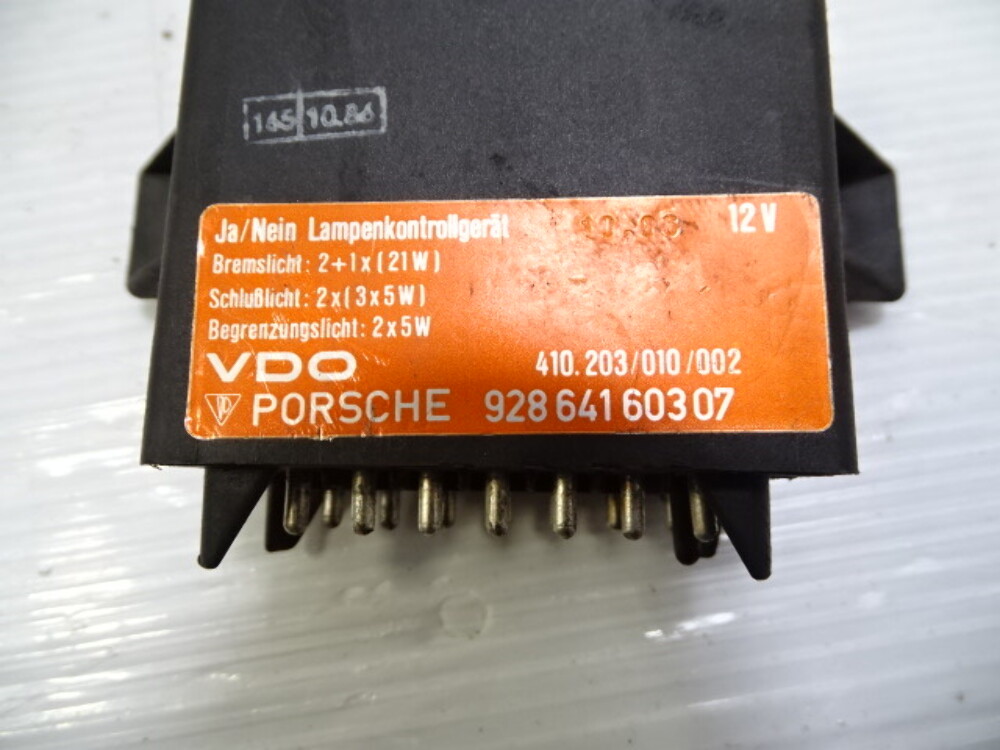 165 10.86
Ja/Nein Lampenkontrollgerät 12 V
Bremslicht: 2+1x(21W)
Schlußlicht: 2x(3x5W)
Begrenzungslicht: 2x5W
VDO 410.203/010/002
PORSCHE 928 641 603 07